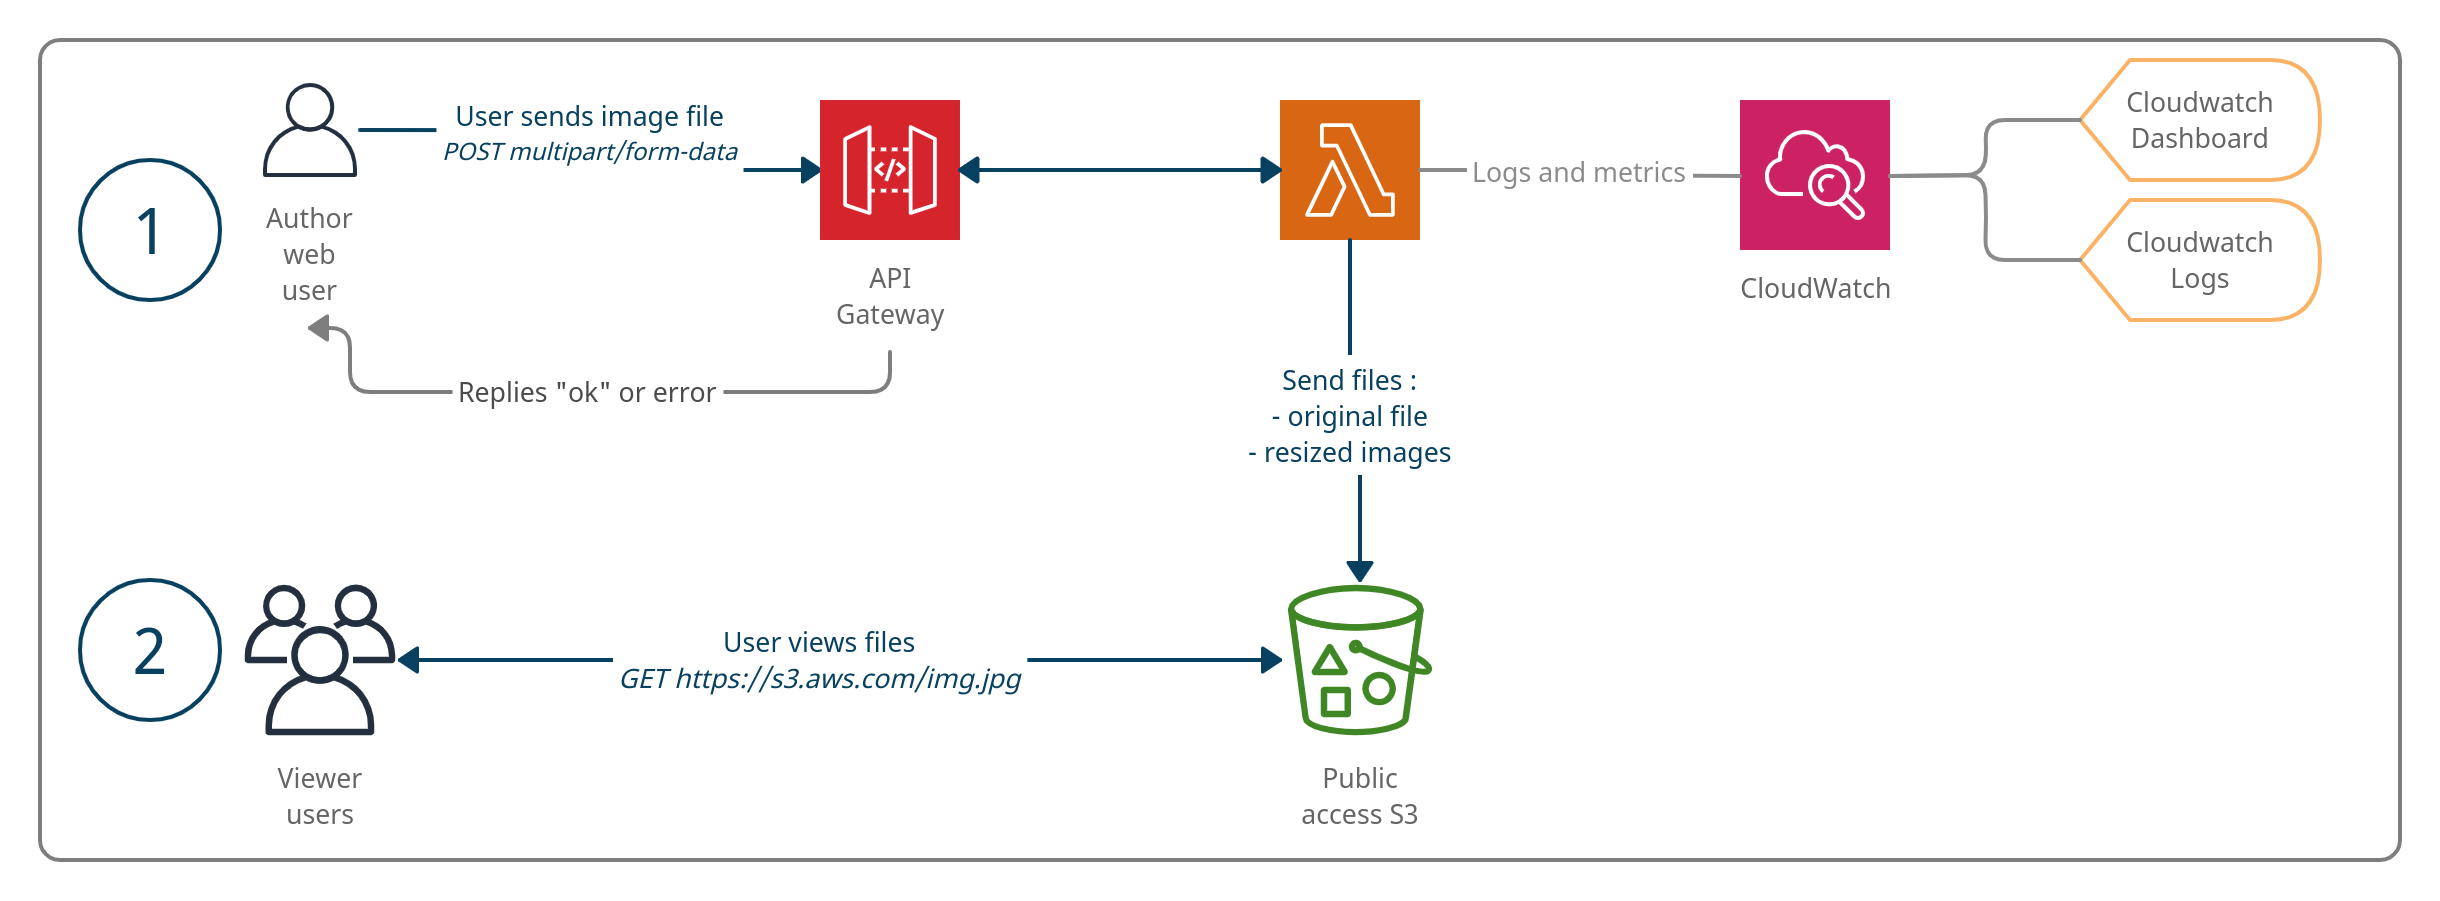 1
Author
web
user
User sends image file
POST multipart/form-data
</>
API
Gateway
Replies "ok" or error
Logs and metrics
CloudWatch
Cloudwatch
Dashboard
Cloudwatch
Logs
Send files :
- original file
- resized images
2
Viewer
users
User views files
GET https://s3.aws.com/img.jpg
Public
access S3